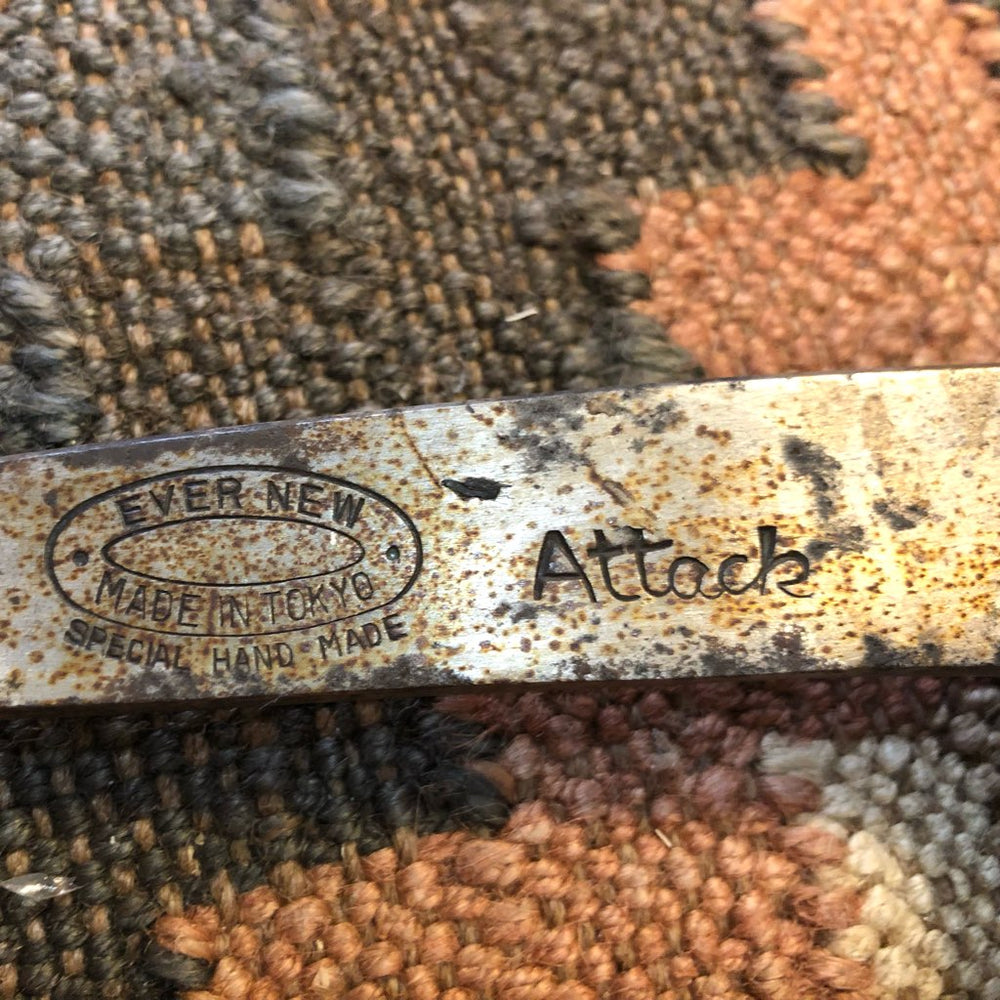 EVER NEW
MADE IN TOKYO
SPECIAL HAND MADE
Attack